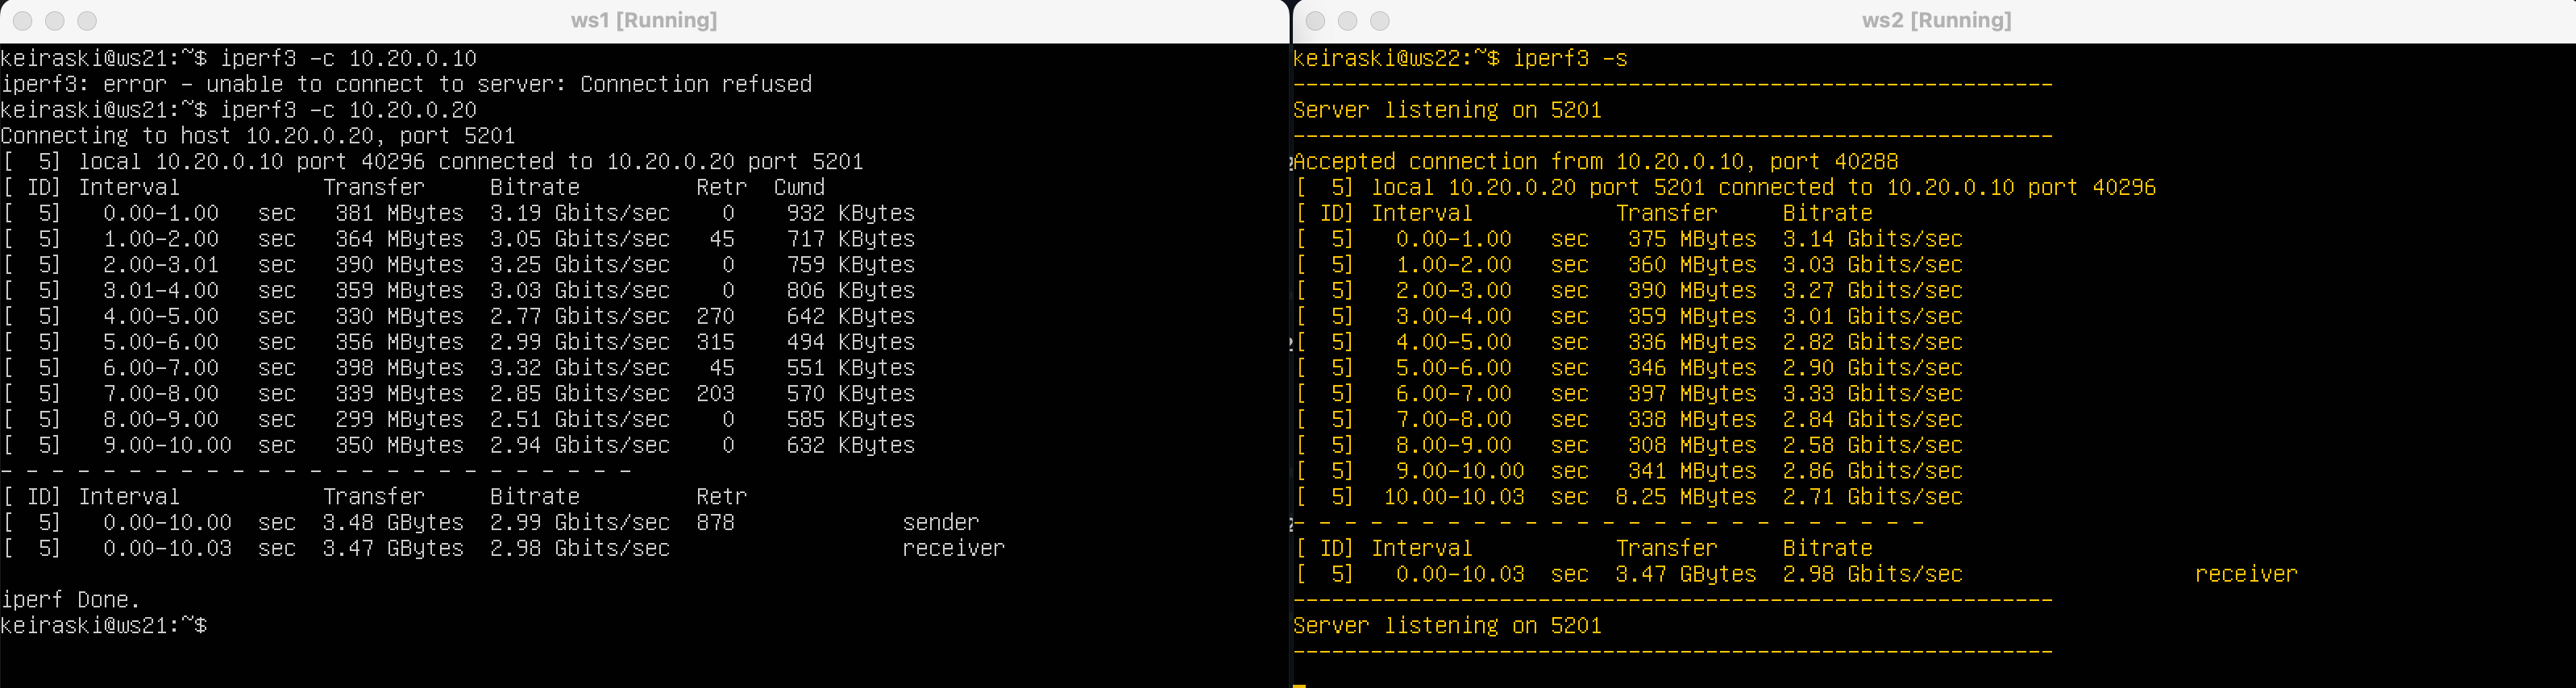 ws1 [Running]
keiraski@ws21:~$ iperf3 -c 10.20.0.10
iperf3: error - unable to connect to server: Connection refused
keiraski@ws21:~$ iperf3 -c 10.20.0.20
Connecting to host 10.20.0.20, port 5201
[  5] local 10.20.0.10 port 40296 connected to 10.20.0.20 port 5201
[ ID] Interval           Transfer     Bitrate         Retr  Cwnd
[  5]   0.00-1.00   sec   381 MBytes  3.19 Gbits/sec    0    932 KBytes
[  5]   1.00-2.00   sec   364 MBytes  3.05 Gbits/sec   45    717 KBytes
[  5]   2.00-3.01   sec   390 MBytes  3.25 Gbits/sec    0    759 KBytes
[  5]   3.01-4.00   sec   359 MBytes  3.03 Gbits/sec    0    806 KBytes
[  5]   4.00-5.00   sec   330 MBytes  2.77 Gbits/sec  270    642 KBytes
[  5]   5.00-6.00   sec   356 MBytes  2.99 Gbits/sec  315    494 KBytes
[  5]   6.00-7.00   sec   398 MBytes  3.32 Gbits/sec   45    551 KBytes
[  5]   7.00-8.00   sec   339 MBytes  2.85 Gbits/sec  203    570 KBytes
[  5]   8.00-9.00   sec   299 MBytes  2.51 Gbits/sec    0    585 KBytes
[  5]   9.00-10.00  sec   350 MBytes  2.94 Gbits/sec    0    632 KBytes
- - - - - - - - - - - - - - - - - - - - - - - - -
[ ID] Interval           Transfer     Bitrate         Retr
[  5]   0.00-10.00  sec  3.48 GBytes  2.99 Gbits/sec  878             sender
[  5]   0.00-10.03  sec  3.47 GBytes  2.98 Gbits/sec                  receiver
iperf Done.
keiraski@ws21:~$
ws2 [Running]
keiraski@ws22:~$ iperf3 -s
-----------------------------------------------------------
Server listening on 5201
-----------------------------------------------------------
Accepted connection from 10.20.0.10, port 40288
[  5] local 10.20.0.20 port 5201 connected to 10.20.0.10 port 40296
[ ID] Interval           Transfer     Bitrate
[  5]   0.00-1.00   sec   375 MBytes  3.14 Gbits/sec
[  5]   1.00-2.00   sec   360 MBytes  3.03 Gbits/sec
[  5]   2.00-3.00   sec   390 MBytes  3.27 Gbits/sec
[  5]   3.00-4.00   sec   359 MBytes  3.01 Gbits/sec
[  5]   4.00-5.00   sec   336 MBytes  2.82 Gbits/sec
[  5]   5.00-6.00   sec   346 MBytes  2.90 Gbits/sec
[  5]   6.00-7.00   sec   397 MBytes  3.33 Gbits/sec
[  5]   7.00-8.00   sec   338 MBytes  2.84 Gbits/sec
[  5]   8.00-9.00   sec   308 MBytes  2.58 Gbits/sec
[  5]   9.00-10.00  sec   341 MBytes  2.86 Gbits/sec
[  5]  10.00-10.03  sec  8.25 MBytes  2.71 Gbits/sec
- - - - - - - - - - - - - - - - - - - - - - - - -
[ ID] Interval           Transfer     Bitrate
[  5]   0.00-10.03  sec  3.47 GBytes  2.98 Gbits/sec                  receiver
-----------------------------------------------------------
Server listening on 5201
-----------------------------------------------------------